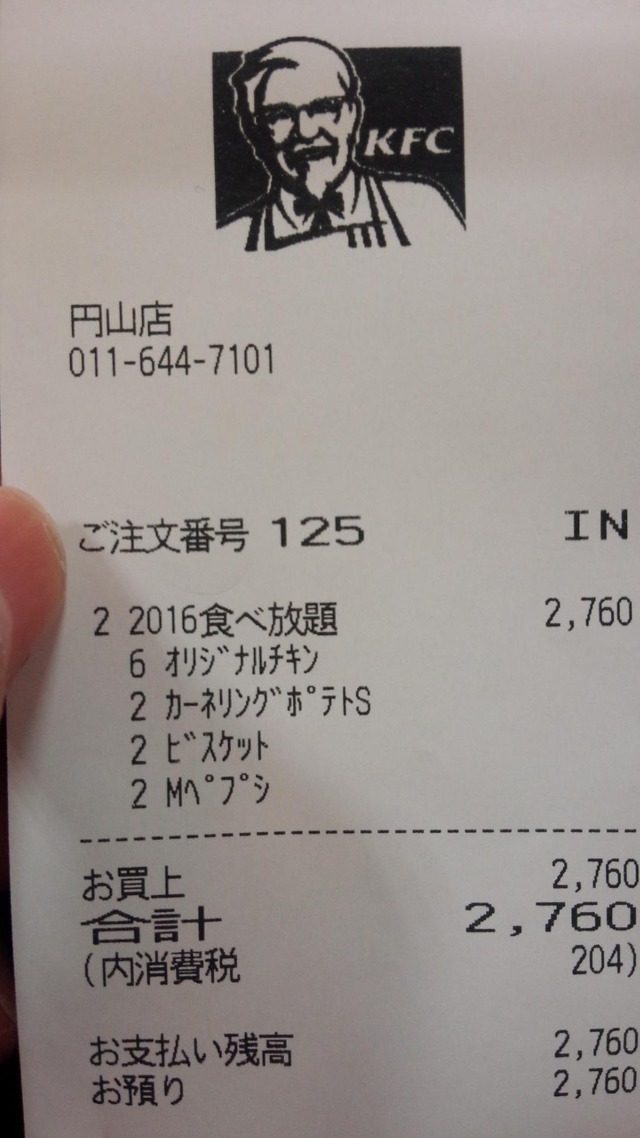 KFC
円山店
011-644-7101
ご注文番号 125 IN
2 2016食べ放題 2,760
6 ｵﾘｼﾞﾅﾙﾁｷﾝ
2 ｶｰﾈﾘﾝｸﾞﾎﾟﾃﾄS
2 ﾋﾞｽｹｯﾄ
2 Mﾍﾟﾌﾟｼ
お買上 2,760
合計 2,760
(内消費税 204)
お支払い残高 2,760
お預り 2,760